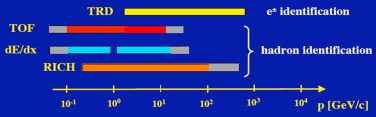 TRD e± identification
TOF
dE/dx hadron identification
RICH
10⁻¹ 10⁰ 10¹ 10² 10³ 10⁴ p [GeV/c]